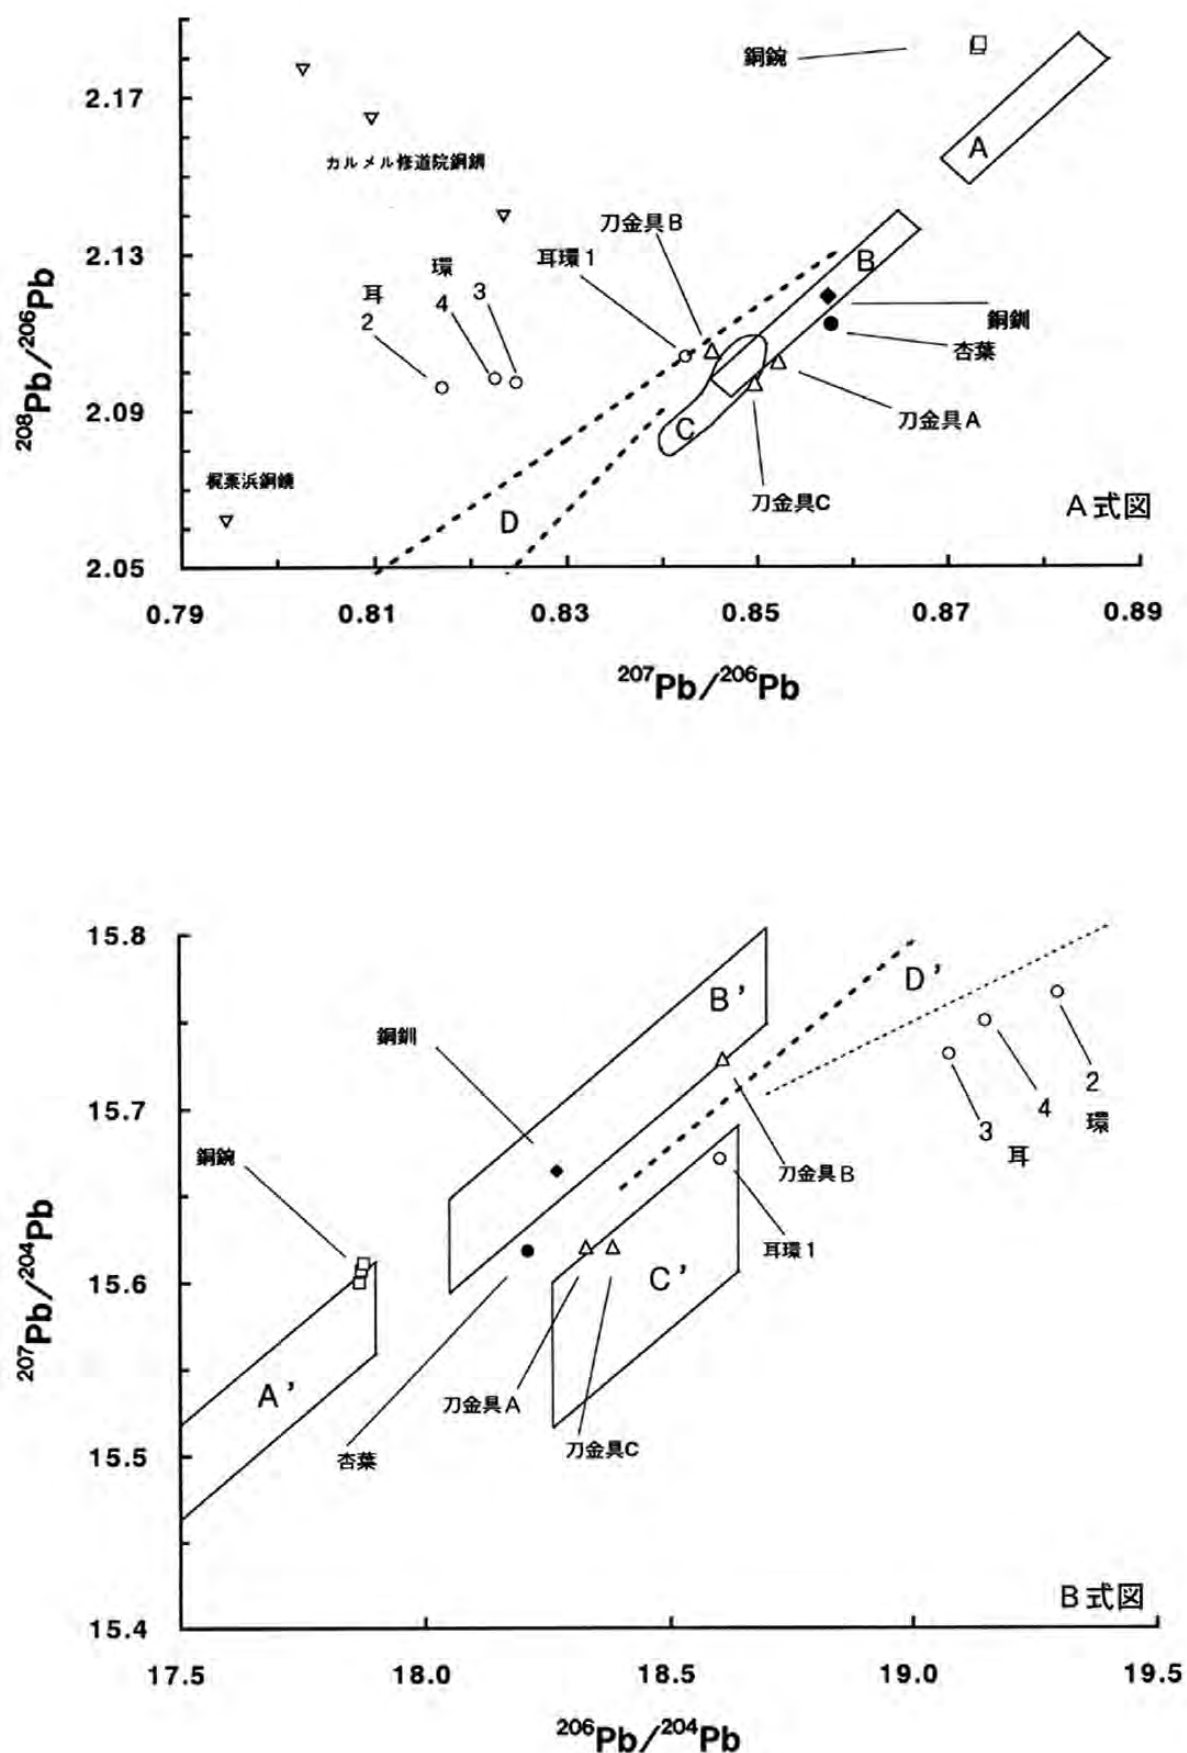 2.17
2.13
2.09
2.05
0.79 0.81 0.83 0.85 0.87 0.89
²⁰⁸Pb/²⁰⁶Pb
²⁰⁷Pb/²⁰⁶Pb
銅鋺
A
カルメル修道院銅鍋
刀金具B
耳環1
B
環
耳
4 3
2
銅釧
杏葉
C
刀金具A
梶栗浜銅鏡
刀金具C
D
A式図
15.8
15.7
15.6
15.5
15.4
17.5 18.0 18.5 19.0 19.5
²⁰⁷Pb/²⁰⁴Pb
²⁰⁶Pb/²⁰⁴Pb
B'
D'
銅釧
2
4
環
3
耳
銅鋺
刀金具B
耳環1
C'
A'
刀金具A
刀金具C
杏葉
B式図